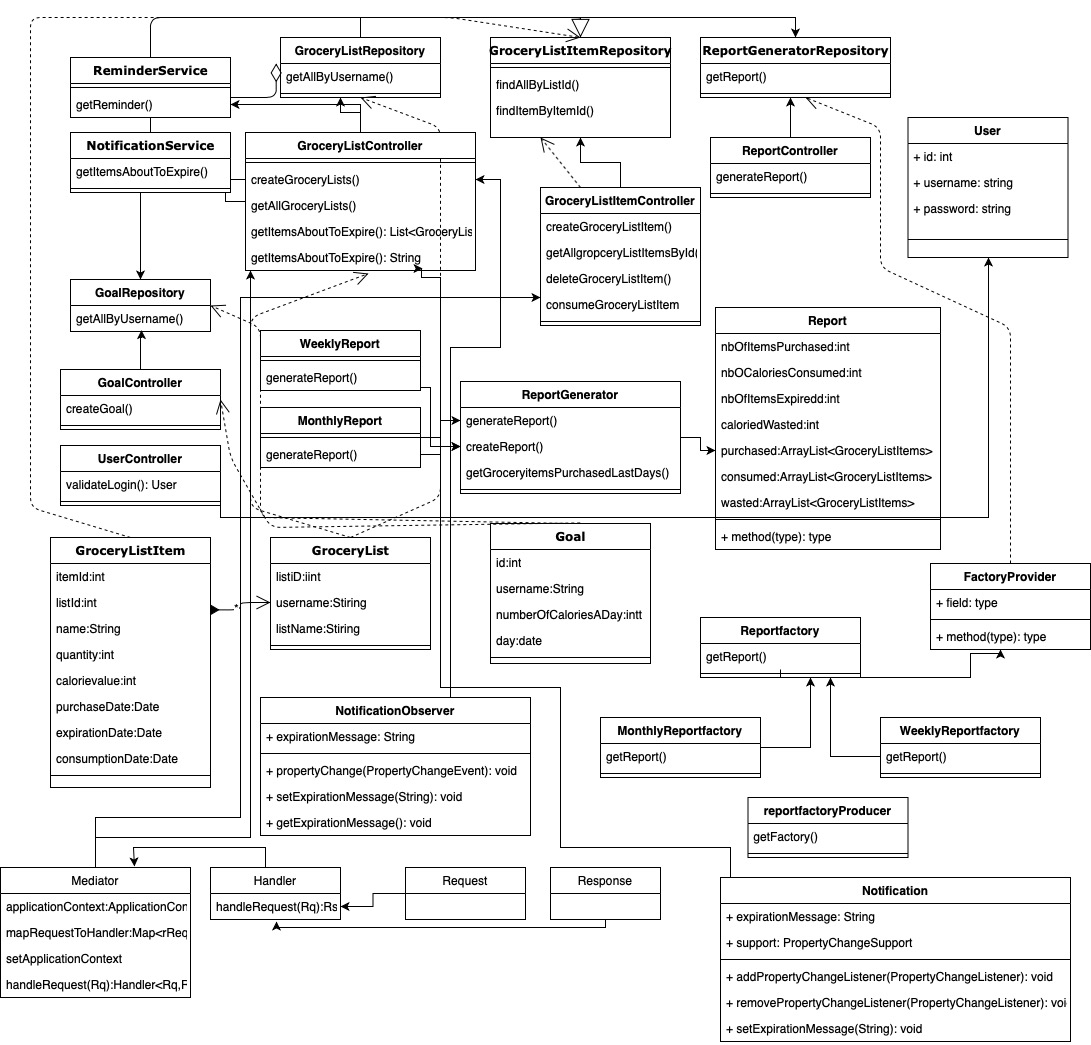 GroceryListRepository
getAllByUsername()
GroceryListItemRepository
findAllByListId()
findItemByItemId()
ReportGeneratorRepository
getReport()
ReminderService
getReminder()
NotificationService
getItemsAboutToExpire()
GroceryListController
createGroceryLists()
getAllGroceryLists()
getItemsAboutToExpire(): List<GroceryLis
getItemsAboutToExpire(): String
ReportController
generateReport()
User
+ id: int
+ username: string
+ password: string
GroceryListItemController
createGroceryListItem()
getAllgropceryListItemsById(
deleteGroceryListItem()
consumeGroceryListItem
GoalRepository
getAllByUsername()
WeeklyReport
generateReport()
Report
nbOfItemsPurchased:int
nbOCaloriesConsumed:int
nbOfItemsExpiredd:int
caloriedWasted:int
purchased:ArrayList<GroceryListItems>
consumed:ArrayList<GroceryListItems>
wasted:ArrayList<GroceryListItems>
+ method(type): type
GoalController
createGoal()
MonthlyReport
generateReport()
ReportGenerator
generateReport()
createReport()
getGroceryitemsPurchasedLastDays()
UserController
validateLogin(): User
GroceryListItem
itemId:int
listId:int
name:String
quantity:int
calorievalue:int
purchaseDate:Date
expirationDate:Date
consumptionDate:Date
*
GroceryList
listiD:iint
username:Stiring
listName:Stiring
Goal
id:int
username:String
numberOfCaloriesADay:intt
day:date
FactoryProvider
+ field: type
+ method(type): type
Reportfactory
getReport()
NotificationObserver
+ expirationMessage: String
+ propertyChange(PropertyChangeEvent): void
+ setExpirationMessage(String): void
+ getExpirationMessage(): void
MonthlyReportfactory
getReport()
WeeklyReportfactory
getReport()
reportfactoryProducer
getFactory()
Mediator
applicationContext:ApplicationCon
mapRequestToHandler:Map<rReq
setApplicationContext
handleRequest(Rq):Handler<Rq,F
Handler
handleRequest(Rq):Rs
Request
Response
Notification
+ expirationMessage: String
+ support: PropertyChangeSupport
+ addPropertyChangeListener(PropertyChangeListener): void
+ removePropertyChangeListener(PropertyChangeListener): voi
+ setExpirationMessage(String): void